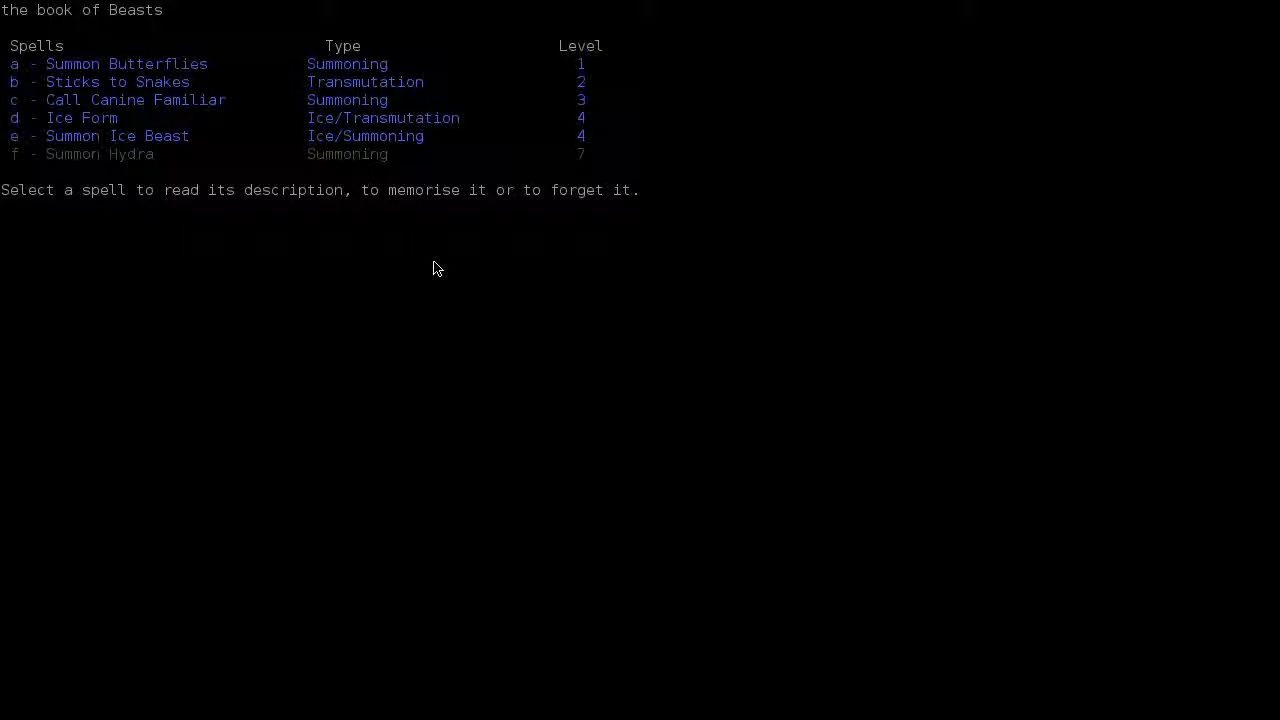 the book of Beasts
Spells Type Level
a - Summon Butterflies Summoning 1
b - Sticks to Snakes Transmutation 2
c - Call Canine Familiar Summoning 3
d - Ice Form Ice/Transmutation 4
e - Summon Ice Beast Ice/Summoning 4
f - Summon Hydra Summoning 7
Select a spell to read its description, to memorise it or to forget it.